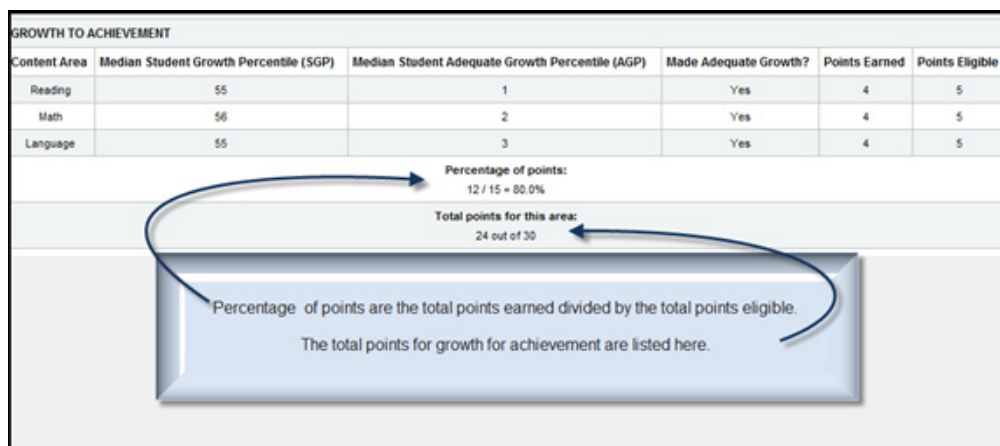 GROWTH TO ACHIEVEMENT
Content Area Median Student Growth Percentile (SGP) Median Student Adequate Growth Percentile (AGP) Made Adequate Growth? Points Earned Points Eligible
Reading 55 1 Yes 4 5
Math 56 2 Yes 4 5
Language 55 3 Yes 4 5
Percentage of points:
12 / 15 = 80.0%
Total points for this area:
24 out of 30
Percentage of points are the total points earned divided by the total points eligible.
The total points for growth for achievement are listed here.